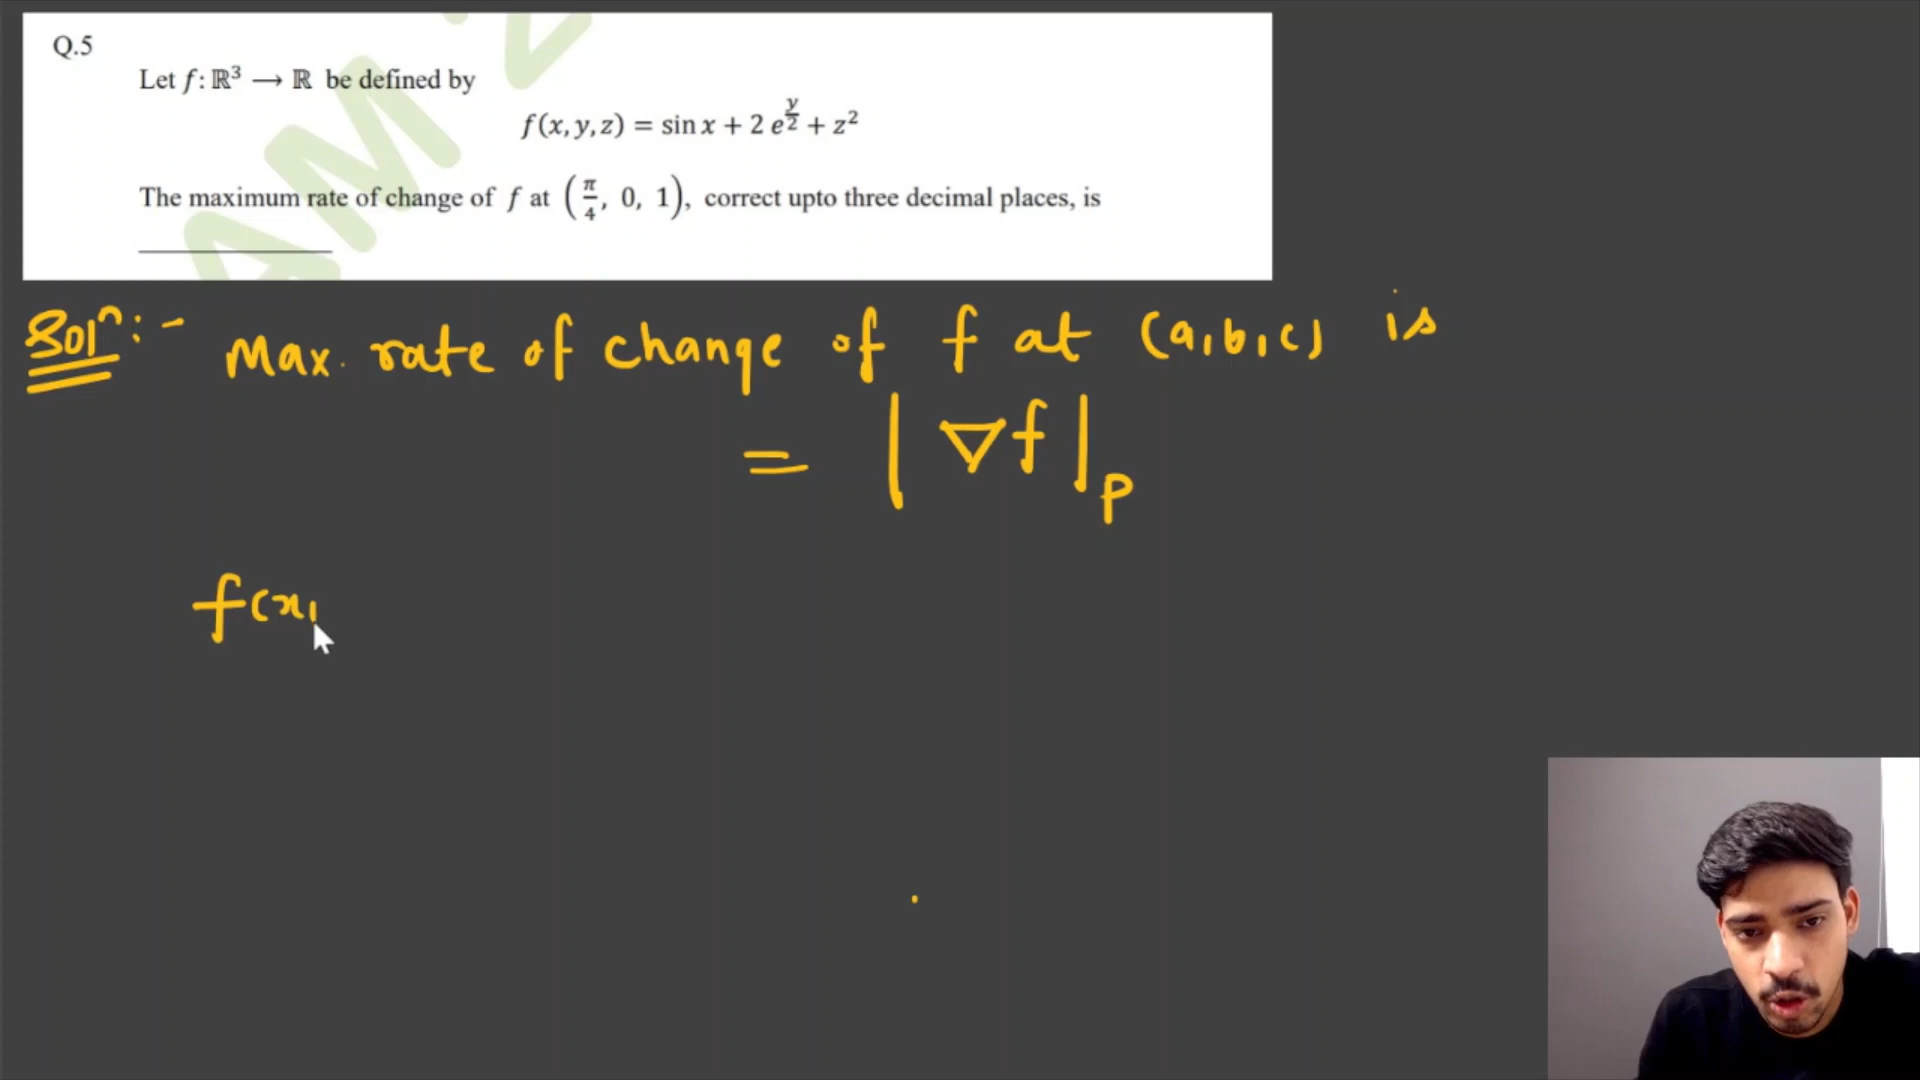 Q.5
Let f: ℝ³ ⟶ ℝ be defined by
f(x, y, z) = sin x + 2 e^{y/2} + z²
The maximum rate of change of f at (π/4, 0, 1), correct upto three decimal places, is
Solⁿ:- Max. rate of change of f at (a,b,c) is
= |∇f|_P
f(x,